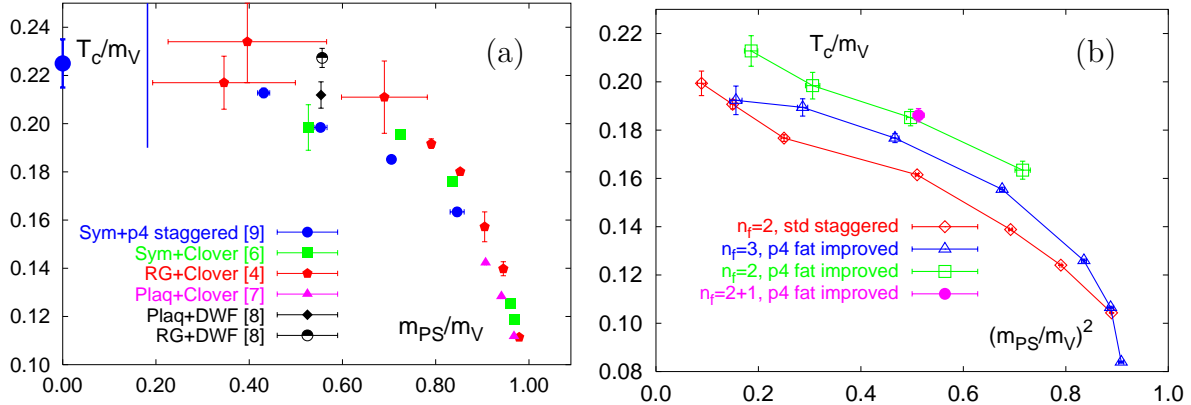 0.24
0.22
0.20
0.18
0.16
0.14
0.12
0.10
0.00 0.20 0.40 0.60 0.80 1.00
T_c/m_V
(a)
Sym+p4 staggered [9]
Sym+Clover [6]
RG+Clover [4]
Plaq+Clover [7]
Plaq+DWF [8]
RG+DWF [8]
m_PS/m_V
0.22
0.20
0.18
0.16
0.14
0.12
0.10
0.08
0.0 0.2 0.4 0.6 0.8 1.0
T_c/m_V
(b)
n_f=2, std staggered
n_f=3, p4 fat improved
n_f=2, p4 fat improved
n_f=2+1, p4 fat improved
(m_PS/m_V)^2